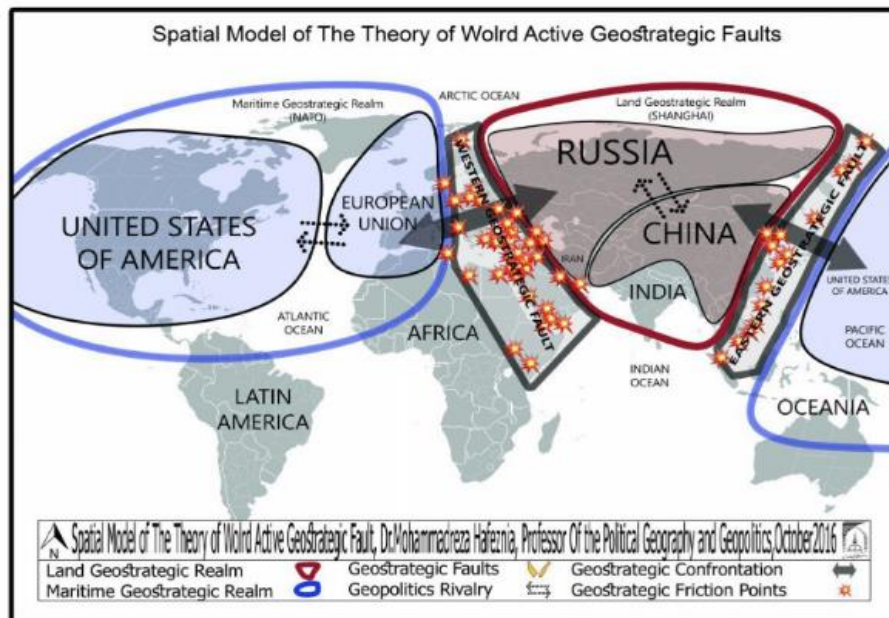 Spatial Model of The Theory of Wolrd Active Geostrategic Faults
Maritime Geostrategic Realm
(NATO)
ARCTIC OCEAN
Land Geostrategic Realm
(SHANGHAI)
UNITED STATES
OF AMERICA
EUROPEAN
UNION
WESTERN GEOSTRATEGIC FAULT
RUSSIA
CHINA
IRAN
INDIA
EASTERN GEOSTRATEGIC FAULT
UNITED STATES
OF AMERICA
PACIFIC
OCEAN
ATLANTIC
OCEAN
AFRICA
INDIAN
OCEAN
LATIN
AMERICA
OCEANIA
N
Spatial Model of The Theory of Wolrd Active Geostrategic Fault, Dr.Mohammadreza Hafeznia, Professor Of the Political Geography and Geopolitics,October2016
Land Geostrategic Realm Geostrategic Faults Geostrategic Confrontation
Maritime Geostrategic Realm Geopolitics Rivalry Geostrategic Friction Points